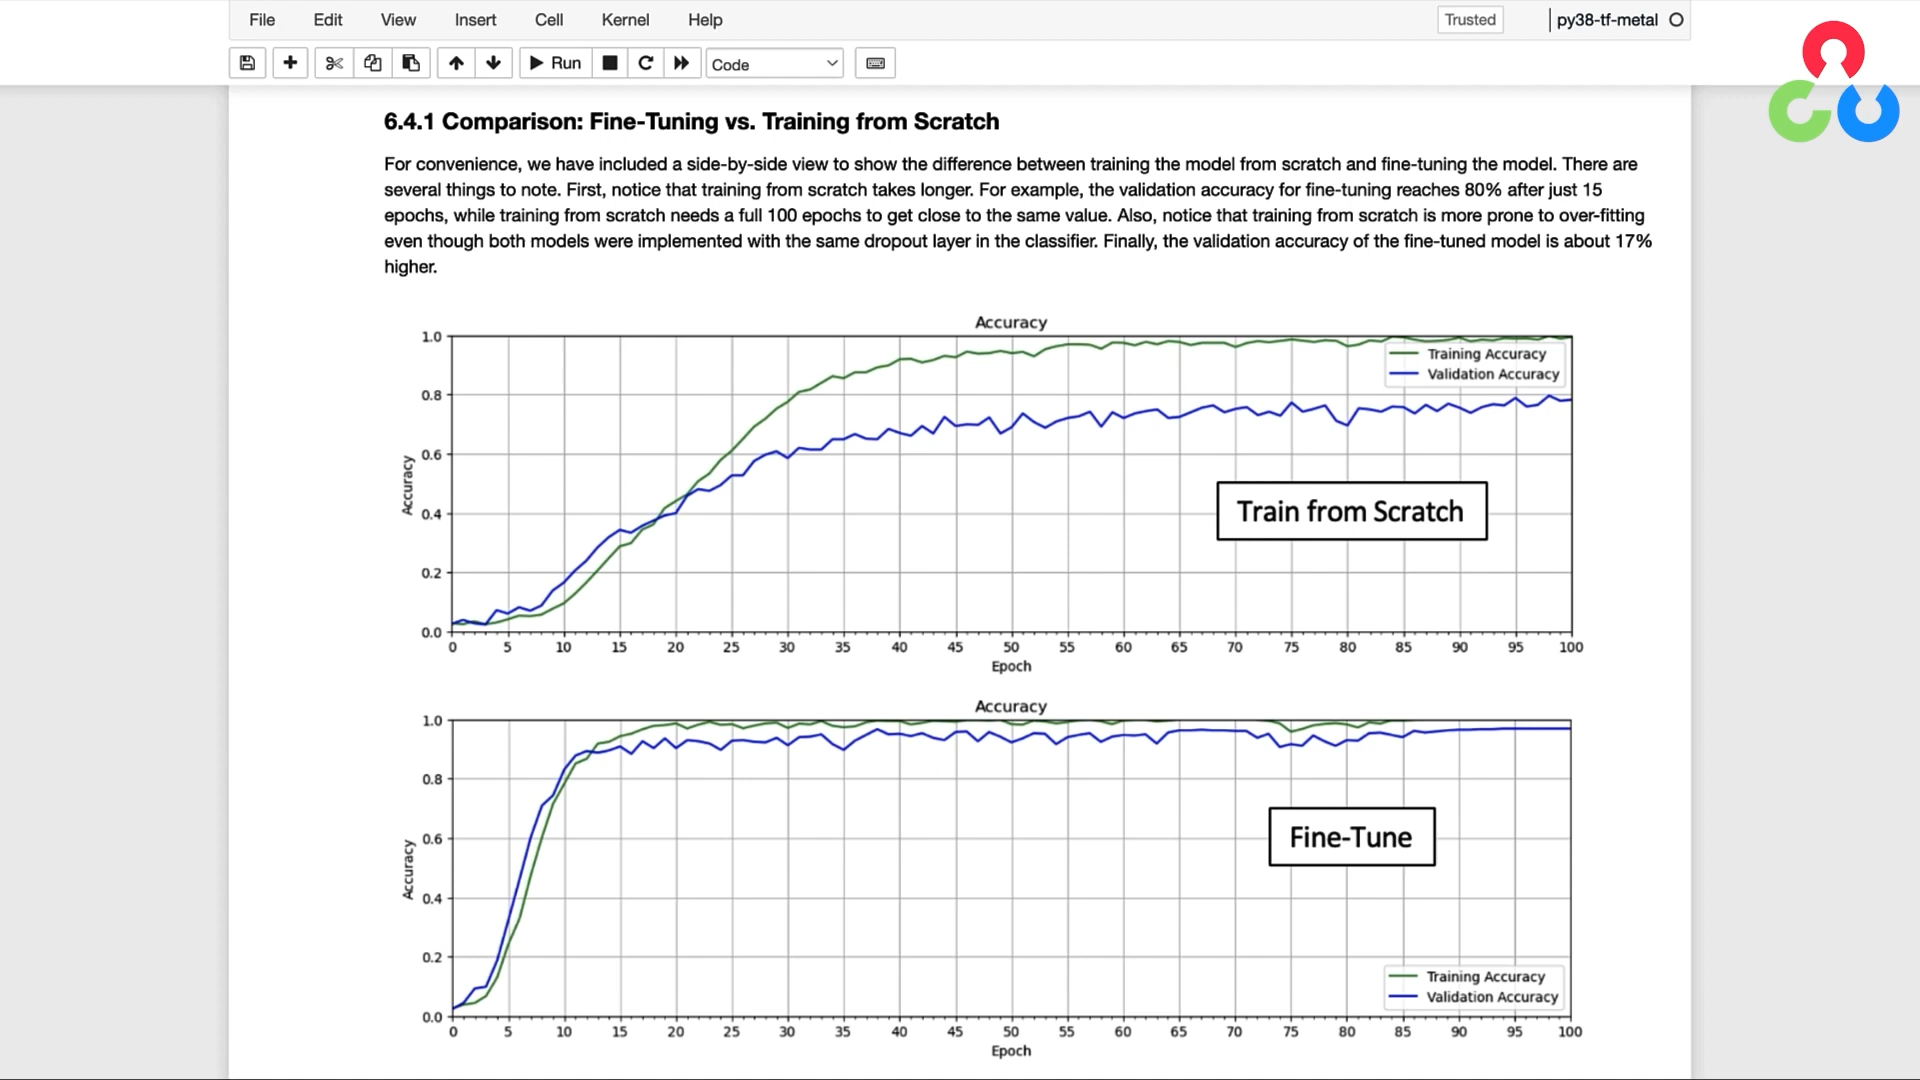 File Edit View Insert Cell Kernel Help Trusted py38-tf-metal
Run Code
6.4.1 Comparison: Fine-Tuning vs. Training from Scratch
For convenience, we have included a side-by-side view to show the difference between training the model from scratch and fine-tuning the model. There are
several things to note. First, notice that training from scratch takes longer. For example, the validation accuracy for fine-tuning reaches 80% after just 15
epochs, while training from scratch needs a full 100 epochs to get close to the same value. Also, notice that training from scratch is more prone to over-fitting
even though both models were implemented with the same dropout layer in the classifier. Finally, the validation accuracy of the fine-tuned model is about 17%
higher.
Accuracy
1.0
Training Accuracy
Validation Accuracy
0.8
0.6
Accuracy
Train from Scratch
0.4
0.2
0.0
0 5 10 15 20 25 30 35 40 45 50 55 60 65 70 75 80 85 90 95 100
Epoch
Accuracy
1.0
0.8
Fine-Tune
0.6
Accuracy
0.4
0.2
Training Accuracy
Validation Accuracy
0.0
0 5 10 15 20 25 30 35 40 45 50 55 60 65 70 75 80 85 90 95 100
Epoch